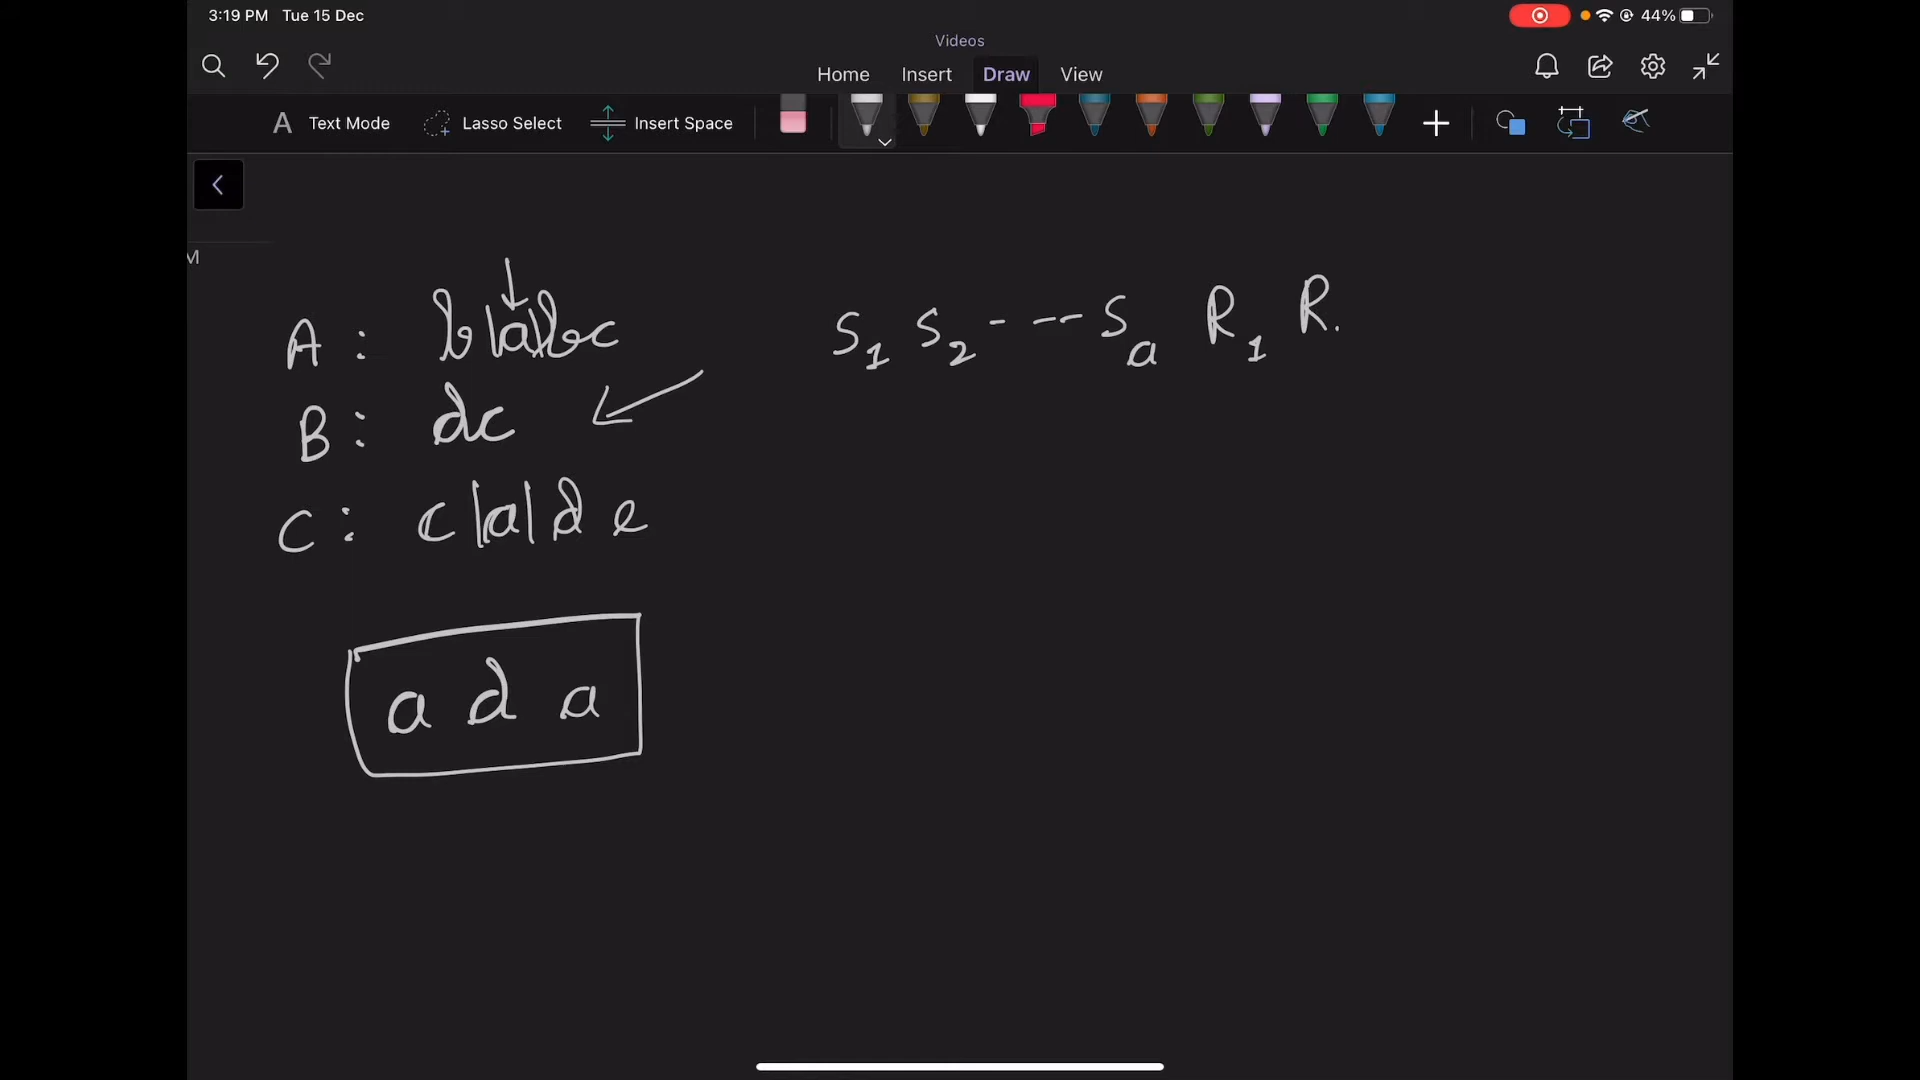 3:19 PM Tue 15 Dec 44%
Videos
Home Insert Draw View
A Text Mode Lasso Select Insert Space
M
A : b|a|bc S1 S2 - --- Sa R1 R.
B : dc
C : c|a|d e
a d a